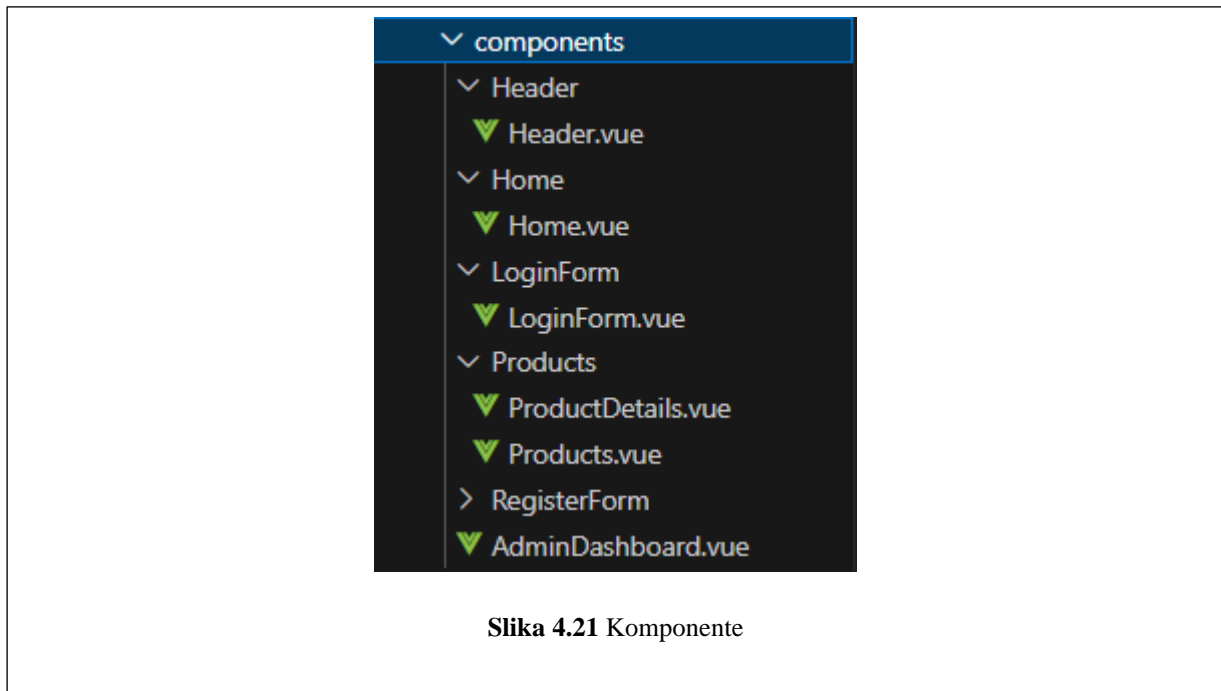 components
Header
Header.vue
Home
Home.vue
LoginForm
LoginForm.vue
Products
ProductDetails.vue
Products.vue
RegisterForm
AdminDashboard.vue
Slika 4.21 Komponente